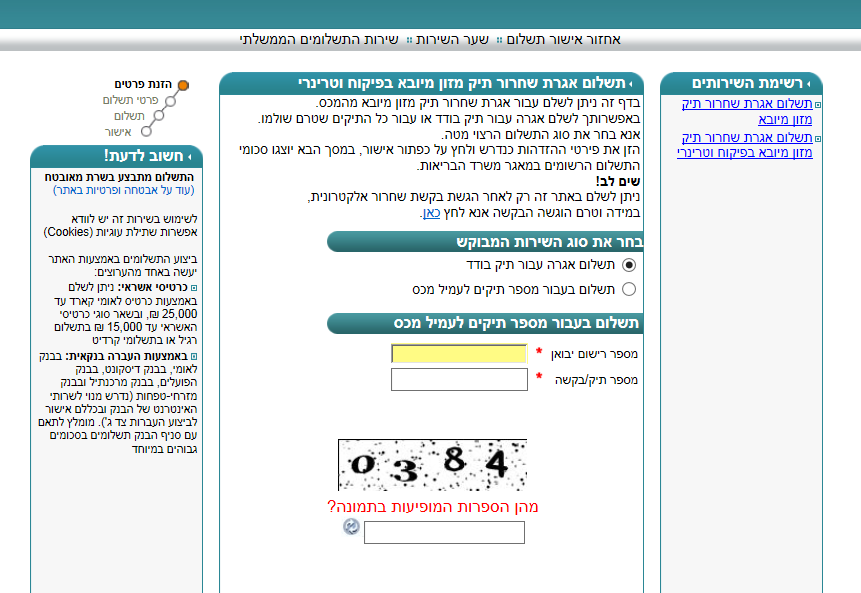 אחזור אישור תשלום :: שער השירות :: שירות התשלומים הממשלתי
רשימת השירותים
תשלום אגרת שחרור תיק
מזון מיובא
תשלום אגרת שחרור תיק
מזון מיובא בפיקוח וטרינרי
תשלום אגרת שחרור תיק מזון מיובא בפיקוח וטרינרי
בדף זה ניתן לשלם עבור אגרת שחרור תיק מזון מיובא מהמכס.
באפשרותך לשלם אגרה עבור תיק בודד או עבור כל התיקים שטרם שולמו.
אנא בחר את סוג התשלום הרצוי מטה.
הזן את פירטי ההזדהות כנדרש ולחץ על כפתור אישור, במסך הבא יוצגו סכומי
התשלום הרשומים במאגר משרד הבריאות.
שים לב!
ניתן לשלם באתר זה רק לאחר הגשת בקשת שחרור אלקטרונית,
במידה וטרם הוגשה הבקשה אנא לחץ כאן.
בחר את סוג השירות המבוקש
תשלום אגרה עבור תיק בודד
תשלום בעבור מספר תיקים לעמיל מכס
תשלום בעבור מספר תיקים לעמיל מכס
מספר רישום יבואן *
מספר תיק/בקשה *
0384
מהן הספרות המופיעות בתמונה?
הזנת פרטים
פרטי תשלום
תשלום
אישור
חשוב לדעת!
התשלום מתבצע בשרת מאובטח
(עוד על אבטחה ופרטיות באתר)
לשימוש בשירות זה יש לוודא
אפשרות שתילת עוגיות (Cookies)
ביצוע התשלומים באמצעות האתר
יעשה באחד מהערוצים:
כרטיסי אשראי: ניתן לשלם
באמצעות כרטיס לאומי קארד עד
25,000 ₪, ובשאר סוגי כרטיסי
האשראי עד 15,000 ₪ בתשלום
רגיל או בתשלומי קרדיט
באמצעות העברה בנקאית: בבנק
לאומי, בבנק דיסקונט, בבנק
הפועלים, בבנק מרכנתיל ובבנק
מזרחי-טפחות (נדרש מנוי לשרותי
האינטרנט של הבנק ובכללם אישור
לביצוע העברות צד ג'). מומלץ לתאם
עם סניף הבנק תשלומים בסכומים
גבוהים במיוחד